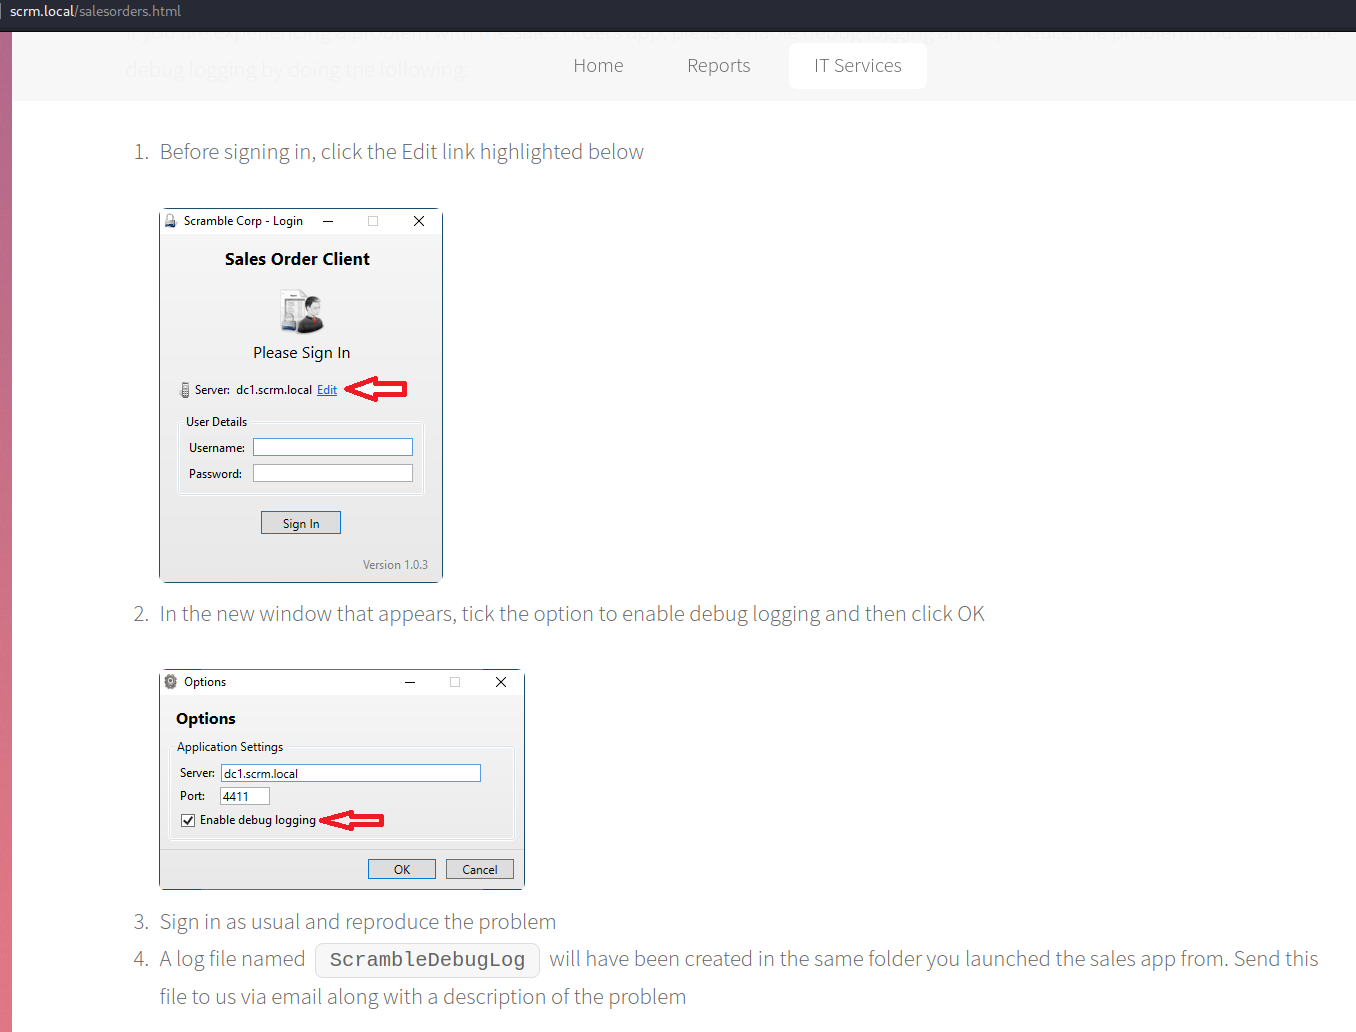 scrm.local/salesorders.html
debug logging by doing the following:
Home Reports IT Services
1. Before signing in, click the Edit link highlighted below
Scramble Corp - Login
Sales Order Client
Please Sign In
Server: dc1.scrm.local Edit
User Details
Username:
Password:
Sign In
Version 1.0.3
2. In the new window that appears, tick the option to enable debug logging and then click OK
Options
Options
Application Settings
Server: dc1.scrm.local
Port: 4411
Enable debug logging
OK Cancel
3. Sign in as usual and reproduce the problem
4. A log file named ScrambleDebugLog will have been created in the same folder you launched the sales app from. Send this
file to us via email along with a description of the problem